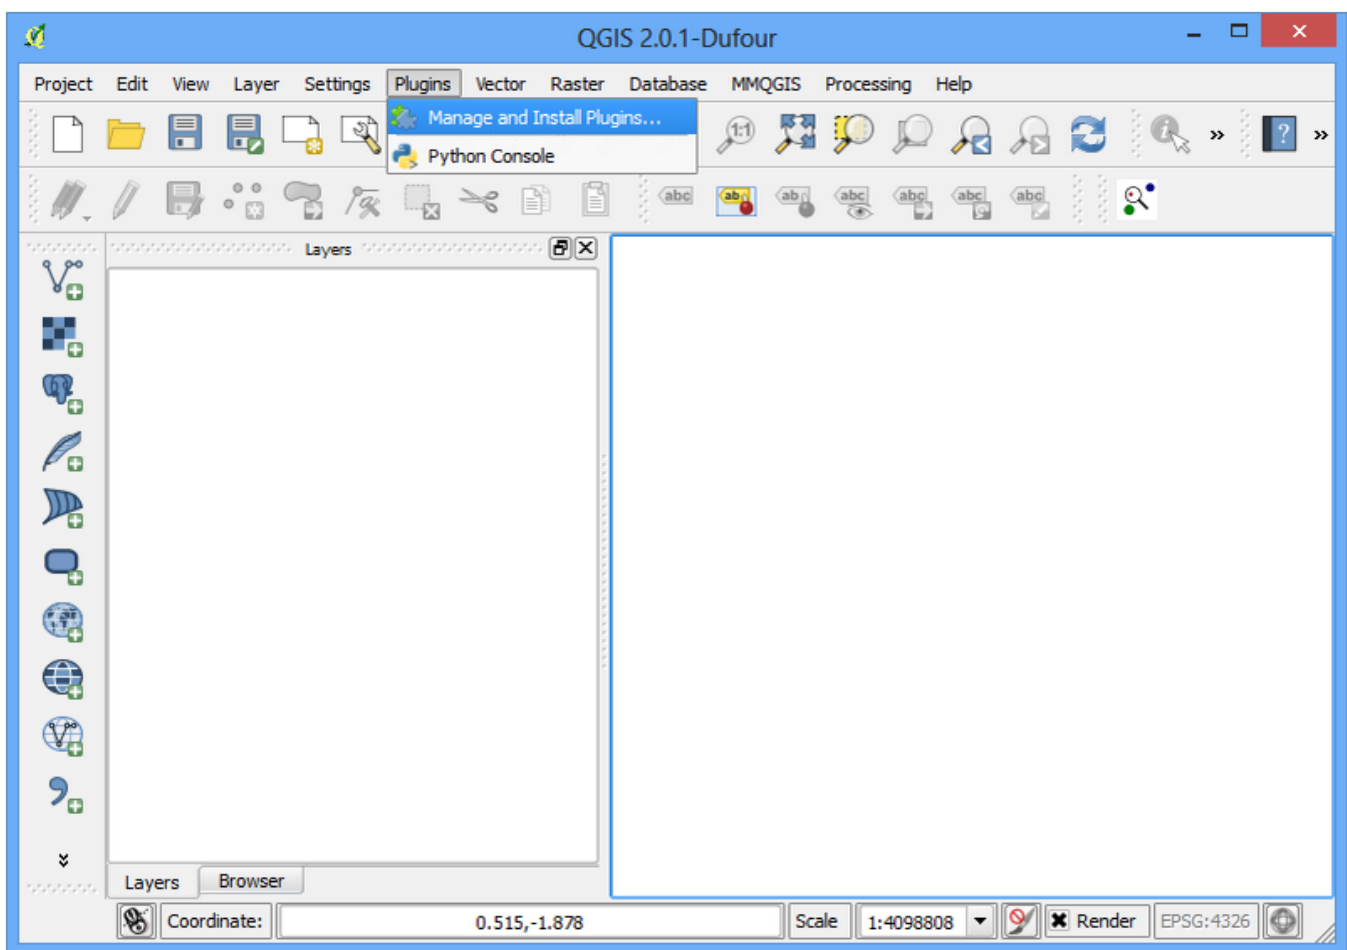 QGIS 2.0.1-Dufour
Project Edit View Layer Settings Plugins Vector Raster Database MMQGIS Processing Help
Manage and Install Plugins...
Python Console
1:1
»
?
»
abc ab ab abc abc abc abc
Layers
Layers Browser
Coordinate: 0.515,-1.878 Scale 1:4098808 Render EPSG:4326